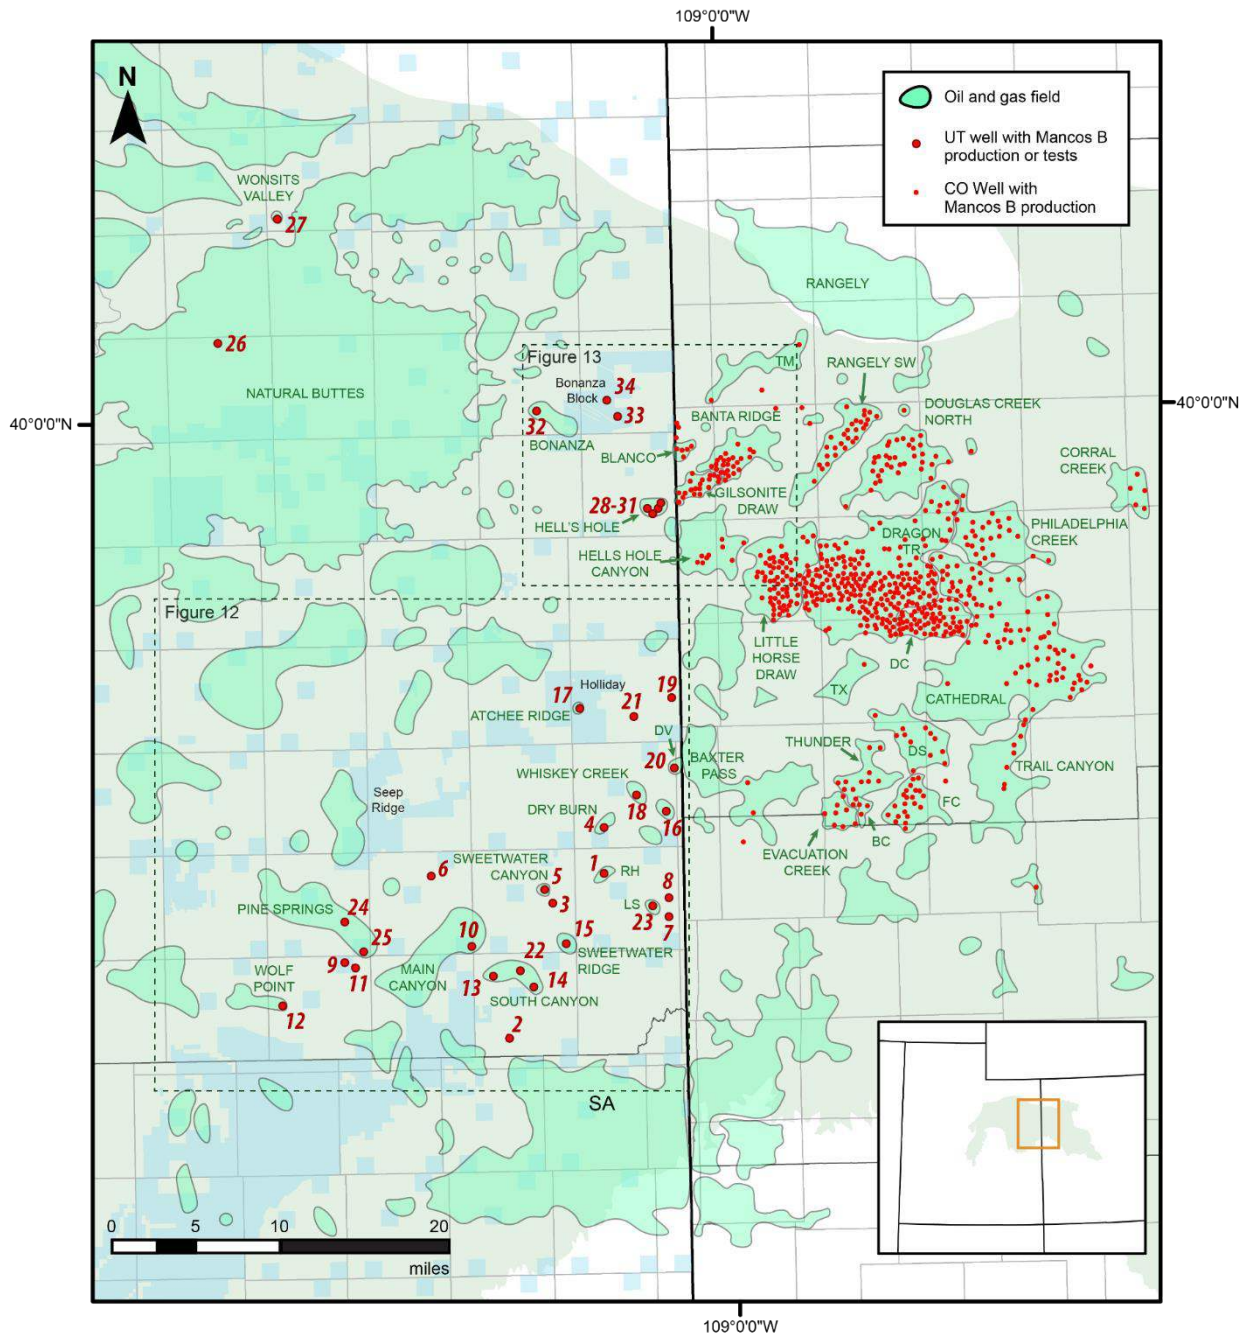 109°0'0"W
N
Oil and gas field
UT well with Mancos B
production or tests
CO Well with
Mancos B production
WONSITS
VALLEY
27
RANGELY
26
Figure 13
TM
RANGELY SW
NATURAL BUTTES
Bonanza
Block
34
33
32
BONANZA
BANTA RIDGE
DOUGLAS CREEK
NORTH
40°0'0"N
40°0'0"N
BLANCO
CORRAL
CREEK
GILSONITE
DRAW
28-31
HELL'S HOLE
DRAGON
TR
PHILADELPHIA
CREEK
HELLS HOLE
CANYON
Figure 12
LITTLE
HORSE
DRAW
DC
TX
CATHEDRAL
17
Holliday
19
ATCHEE RIDGE
21
DV
20
BAXTER
PASS
THUNDER
DS
TRAIL CANYON
WHISKEY CREEK
18
16
FC
Seep
Ridge
DRY BURN
4
BC
EVACUATION
CREEK
SWEETWATER
CANYON
6
5
1
RH
8
3
LS
23
7
PINE SPRINGS
24
25
10
15
SWEETWATER
RIDGE
9
11
WOLF
POINT
MAIN
CANYON
22
13
14
SOUTH CANYON
12
2
SA
0
5
10
20
miles
109°0'0"W